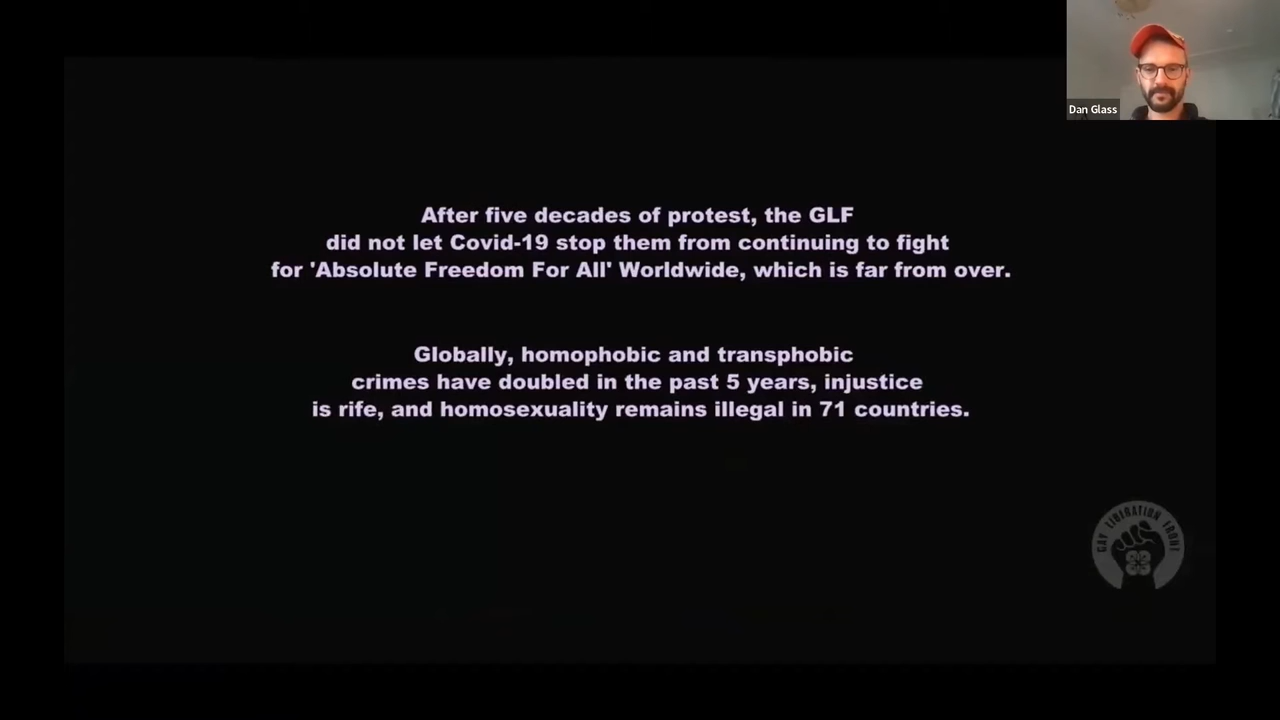 Dan Glass
After five decades of protest, the GLF
did not let Covid-19 stop them from continuing to fight
for 'Absolute Freedom For All' Worldwide, which is far from over.
Globally, homophobic and transphobic
crimes have doubled in the past 5 years, injustice
is rife, and homosexuality remains illegal in 71 countries.
GAY LIBERATION FRONT